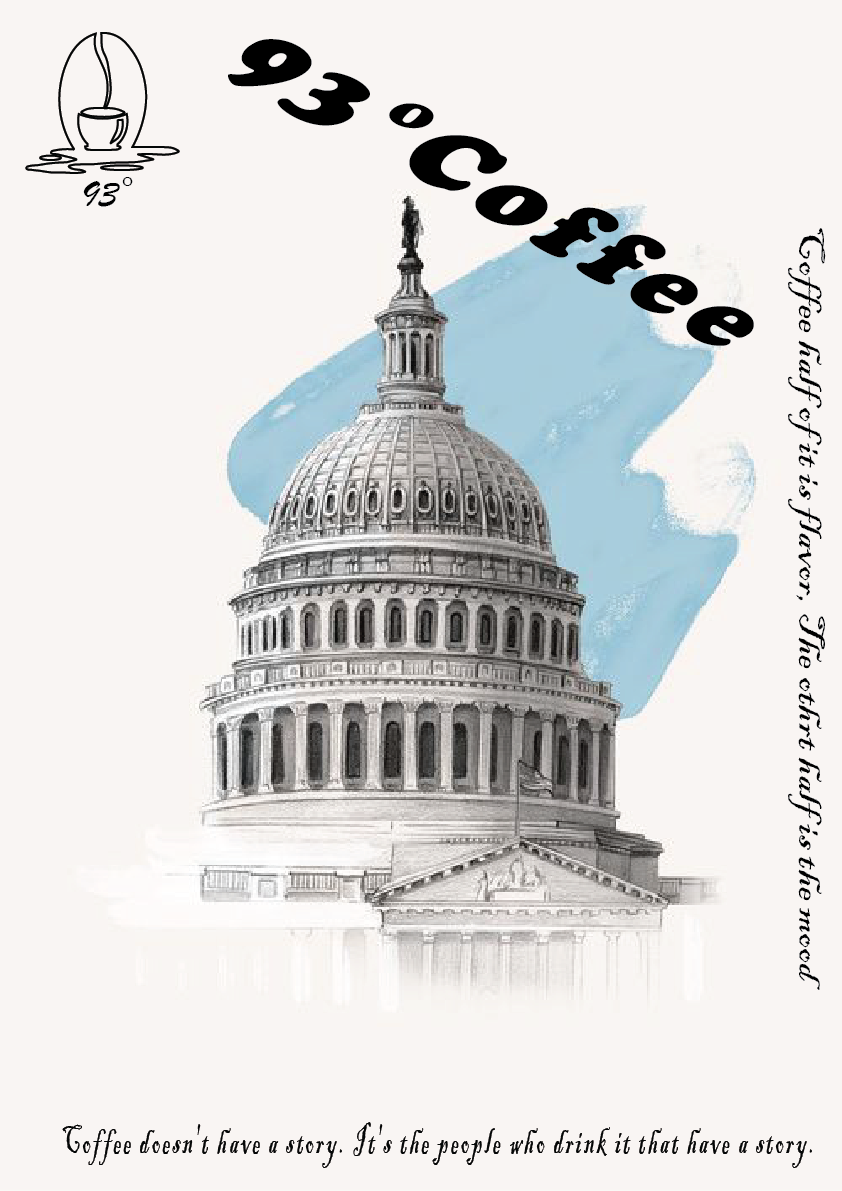 93°
93°Coffee
Coffee half of it is flavor, The othrt half is the mood
Coffee doesn't have a story. It's the people who drink it that have a story.